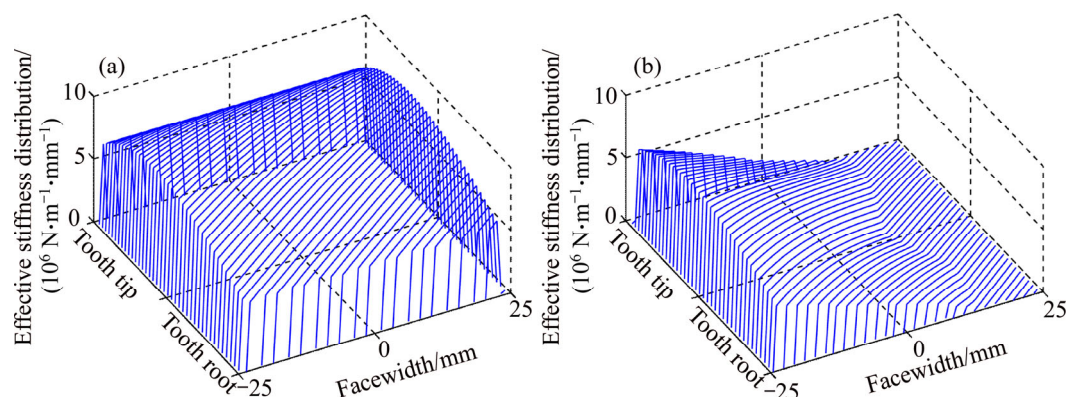 (a)
Effective stiffness distribution/
(10⁶ N·m⁻¹·mm⁻¹)
10
5
0
Tooth tip
Tooth root
−25
0
25
Facewidth/mm
(b)
Effective stiffness distribution/
(10⁶ N·m⁻¹·mm⁻¹)
10
5
0
Tooth tip
Tooth root
−25
0
25
Facewidth/mm